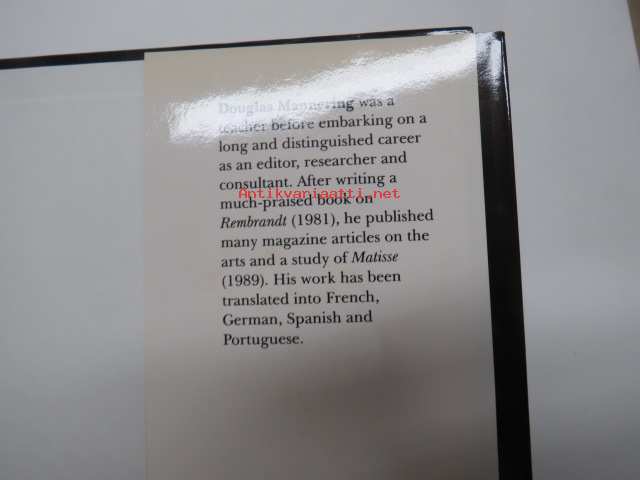 Douglas Mannering was a
teacher before embarking on a
long and distinguished career
as an editor, researcher and
consultant. After writing a
Antikvariaatti.net
much-praised book on
Rembrandt (1981), he published
many magazine articles on the
arts and a study of Matisse
(1989). His work has been
translated into French,
German, Spanish and
Portuguese.